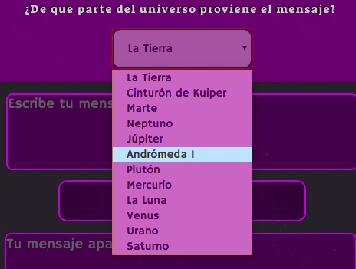 ¿De que parte del universo proviene el mensaje?
La Tierra
La Tierra
Cinturón de Kuiper
Marte
Neptuno
Júpiter
Andrómeda I
Plutón
Mercurio
La Luna
Venus
Urano
Saturno
Escribe tu mens
Tu mensaje apa